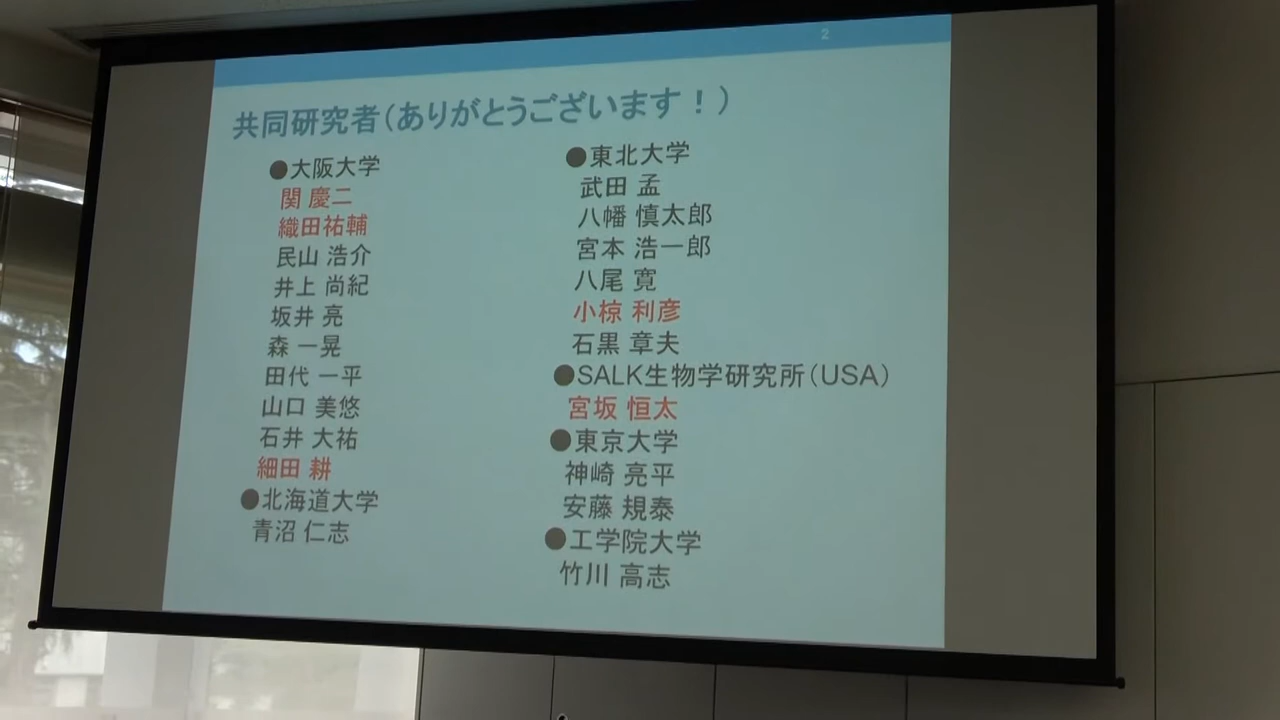 2
共同研究者(ありがとうございます！)
●大阪大学
関 慶二
織田祐輔
民山 浩介
井上 尚紀
坂井 亮
森 一晃
田代 一平
山口 美悠
石井 大祐
細田 耕
●北海道大学
青沼 仁志
●東北大学
武田 孟
八幡 慎太郎
宮本 浩一郎
八尾 寛
小椋 利彦
石黒 章夫
●SALK生物学研究所(USA)
宮坂 恒太
●東京大学
神崎 亮平
安藤 規泰
●工学院大学
竹川 高志